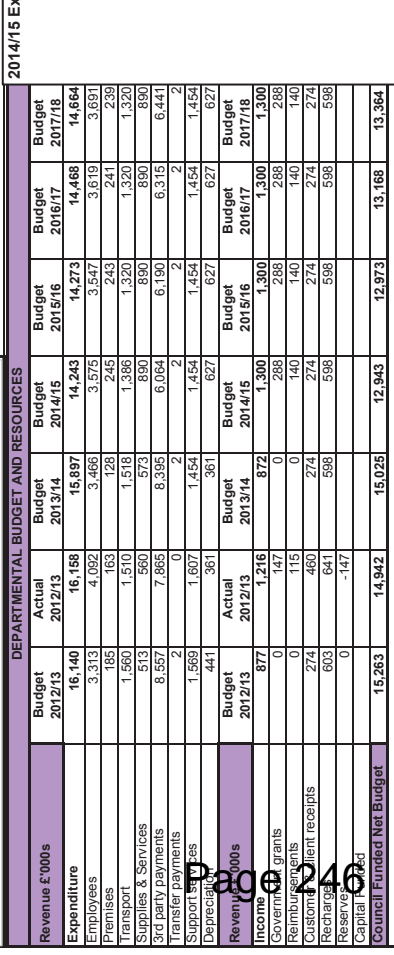 2014/15 Ex
DEPARTMENTAL BUDGET AND RESOURCES
Revenue £'000s Budget 2012/13 Actual 2012/13 Budget 2013/14 Budget 2014/15 Budget 2015/16 Budget 2016/17 Budget 2017/18
Expenditure 16,140 16,158 15,897 14,243 14,273 14,468 14,664
Employees 3,313 4,092 3,466 3,575 3,547 3,619 3,691
Premises 185 163 128 245 243 241 239
Transport 1,560 1,510 1,518 1,386 1,320 1,320 1,320
Supplies & Services 513 560 573 890 890 890 890
3rd party payments 8,557 7,865 8,395 6,064 6,190 6,315 6,441
Transfer payments 2 0 2 2 2 2 2
Support services 1,569 1,607 1,454 1,454 1,454 1,454 1,454
Depreciation 441 361 361 627 627 627 627
Revenue £'000s Budget 2012/13 Actual 2012/13 Budget 2013/14 Budget 2014/15 Budget 2015/16 Budget 2016/17 Budget 2017/18
Income 877 1,216 872 1,300 1,300 1,300 1,300
Government grants 0 147 0 288 288 288 288
Reimbursements 0 115 0 140 140 140 140
Customer & client receipts 274 460 274 274 274 274 274
Recharges 603 641 598 598 598 598 598
Reserves 0 -147
Capital Funded
Council Funded Net Budget 15,263 14,942 15,025 12,943 12,973 13,168 13,364
Page 246